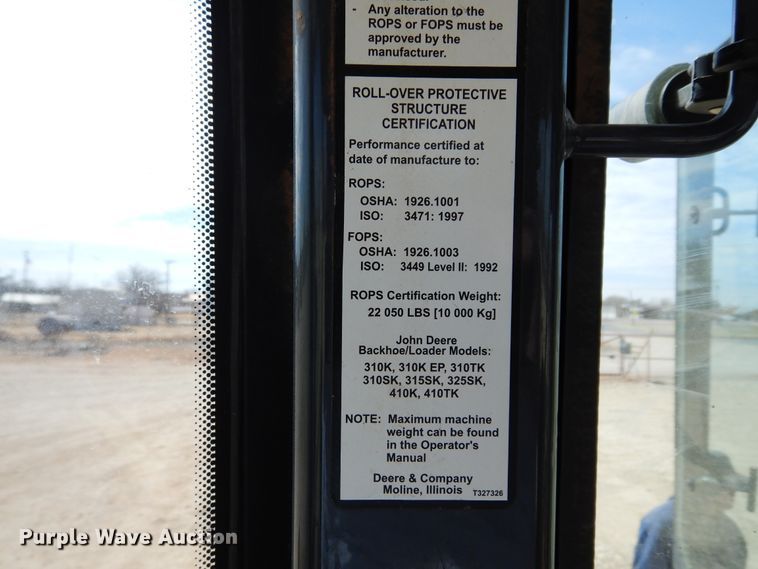 - Any alteration to the
ROPS or FOPS must be
approved by the
manufacturer.
ROLL-OVER PROTECTIVE
STRUCTURE
CERTIFICATION
Performance certified at
date of manufacture to:
ROPS:
OSHA: 1926.1001
ISO: 3471: 1997
FOPS:
OSHA: 1926.1003
ISO: 3449 Level II: 1992
ROPS Certification Weight:
22 050 LBS [10 000 Kg]
John Deere
Backhoe/Loader Models:
310K, 310K EP, 310TK
310SK, 315SK, 325SK,
410K, 410TK
NOTE: Maximum machine
weight can be found
in the Operator's
Manual
Deere & Company
Moline, Illinois T327326
Purple Wave Auction